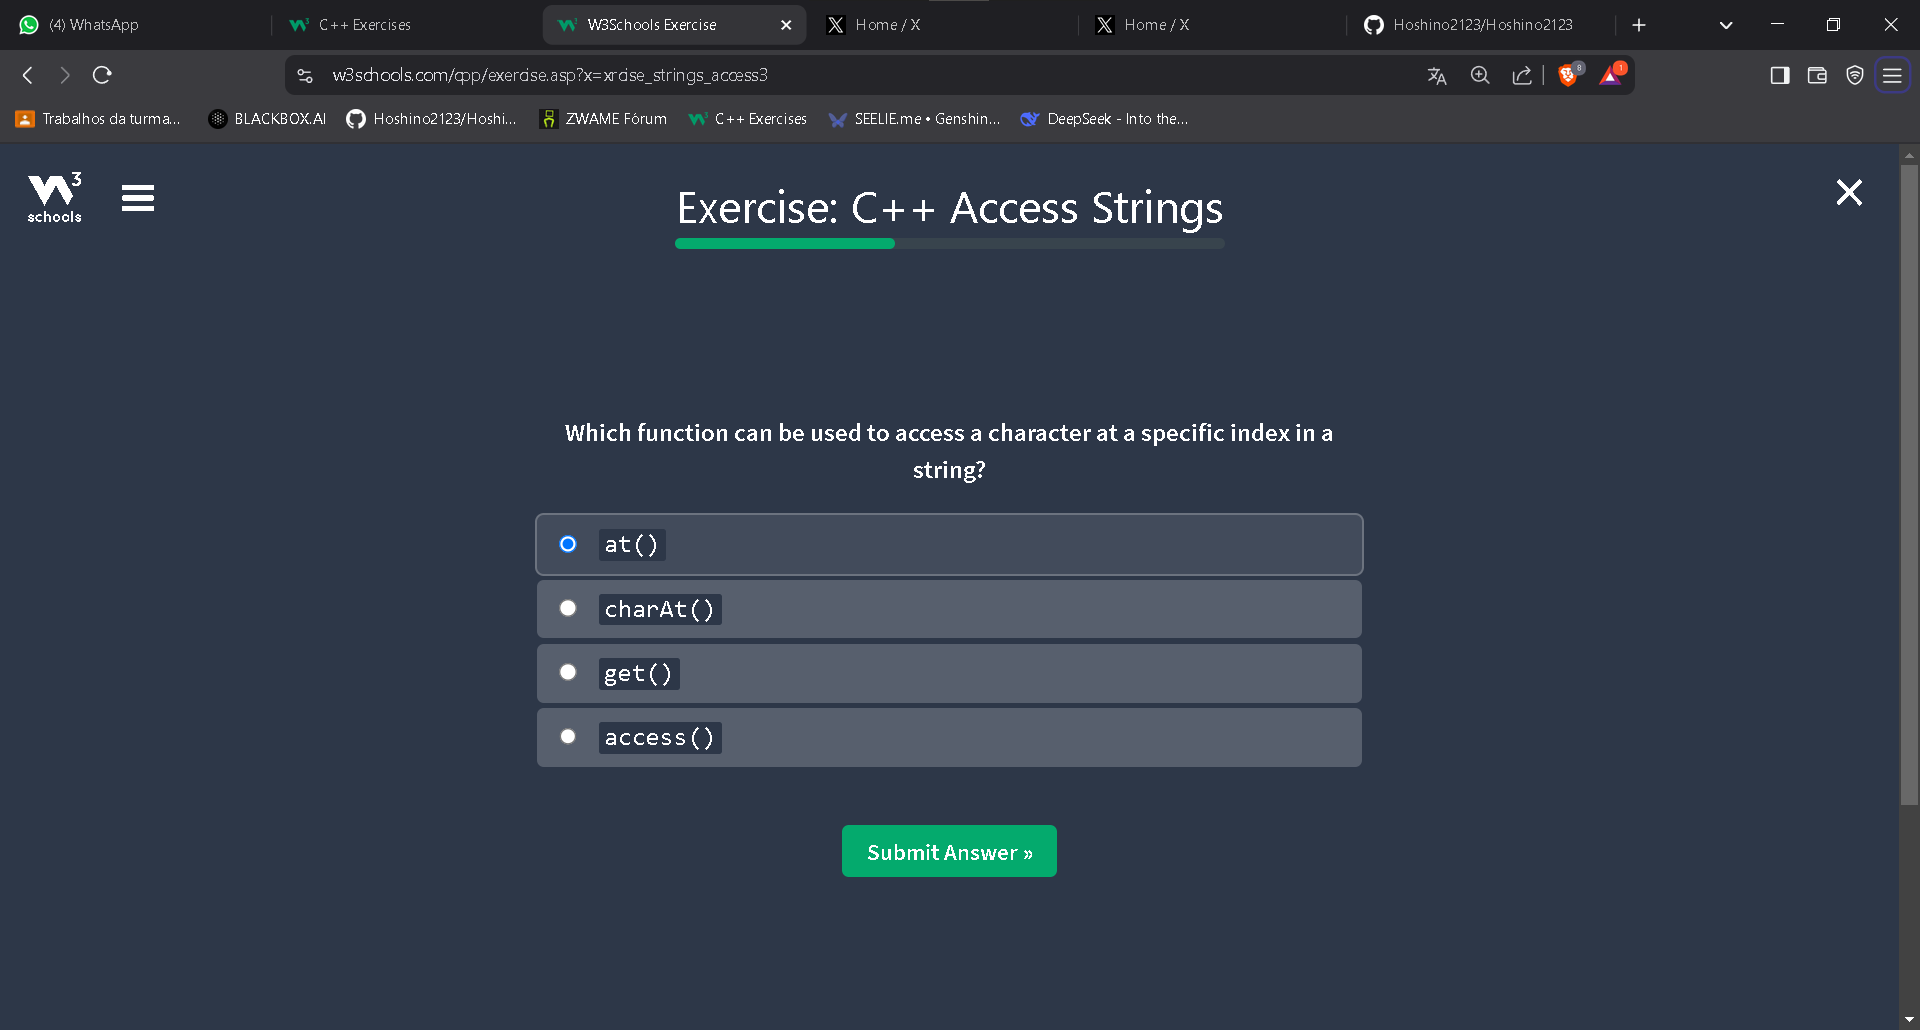 (4) WhatsApp
C++ Exercises
W3Schools Exercise
Home / X
Home / X
Hoshino2123/Hoshino2123
w3schools.com/cpp/exercise.asp?x=xrcise_strings_access3
8
1
Trabalhos da turma...
BLACKBOX.AI
Hoshino2123/Hoshi...
ZWAME Fórum
C++ Exercises
SEELIE.me • Genshin...
DeepSeek - Into the...
W3
schools
Exercise: C++ Access Strings
Which function can be used to access a character at a specific index in a
string?
at()
charAt()
get()
access()
Submit Answer »